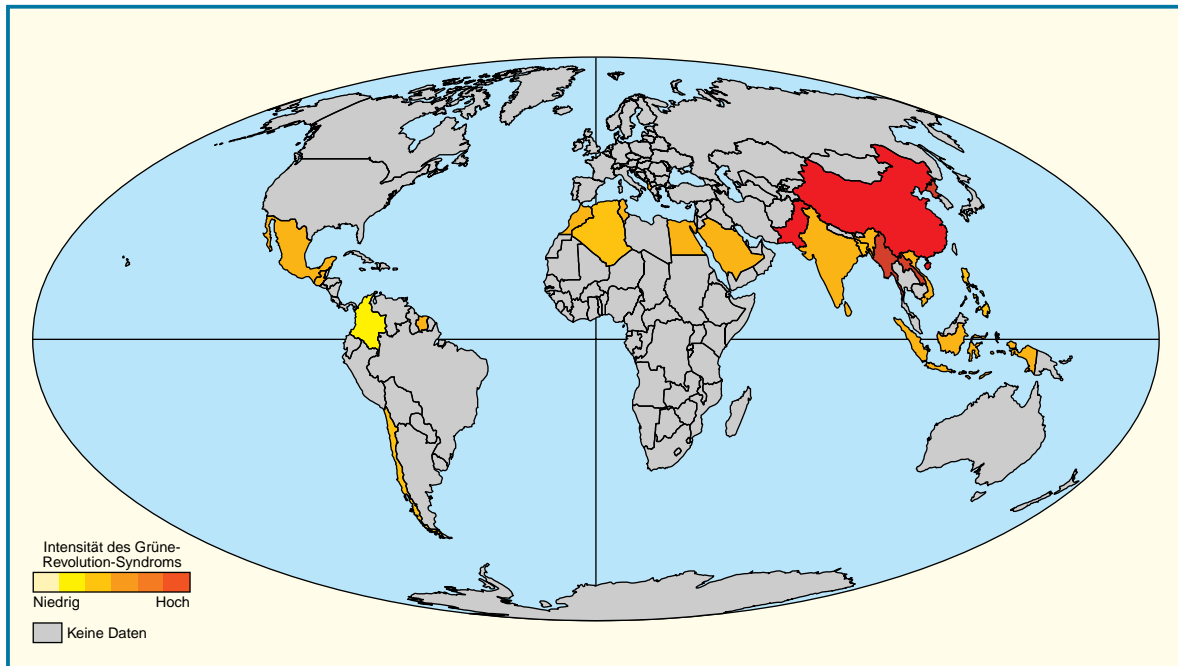 Intensität des Grüne-
Revolution-Syndroms
Niedrig Hoch
Keine Daten